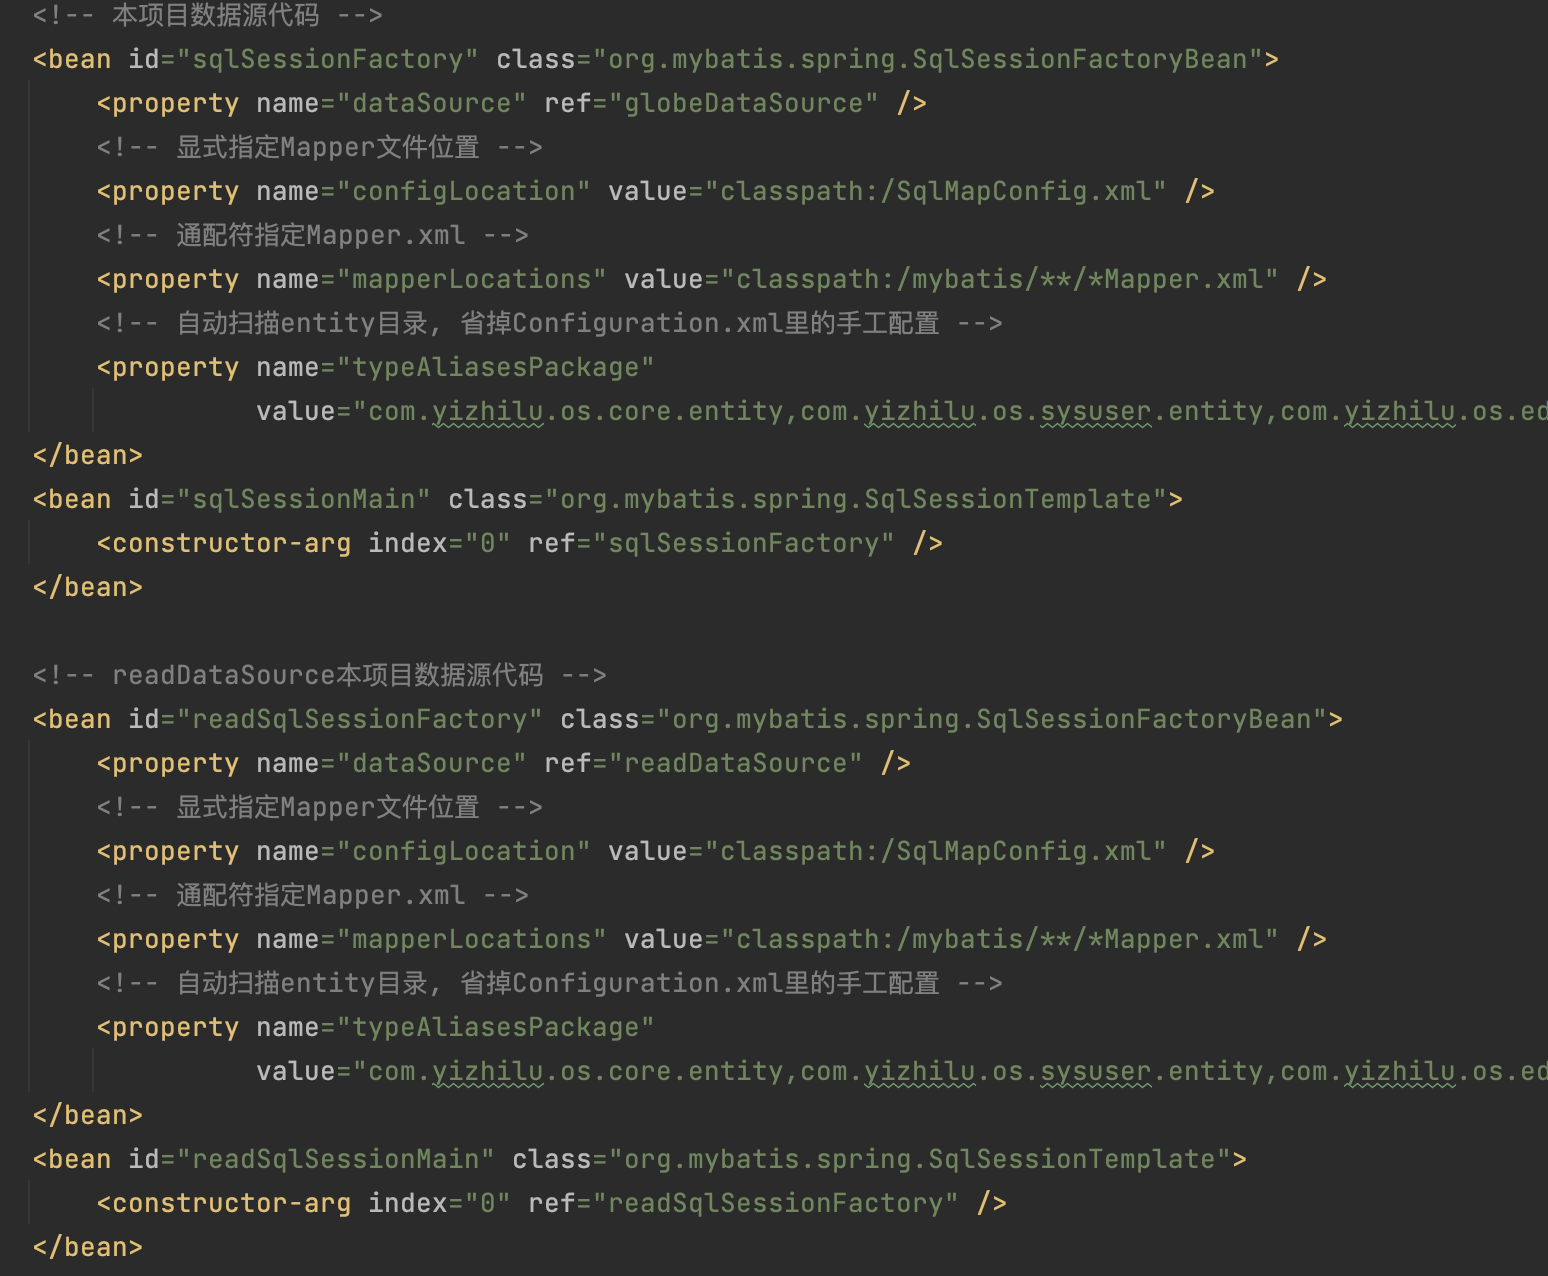 <!-- 本项目数据源代码 -->
<bean id="sqlSessionFactory" class="org.mybatis.spring.SqlSessionFactoryBean">
<property name="dataSource" ref="globeDataSource" />
<!-- 显式指定Mapper文件位置 -->
<property name="configLocation" value="classpath:/SqlMapConfig.xml" />
<!-- 通配符指定Mapper.xml -->
<property name="mapperLocations" value="classpath:/mybatis/**/*Mapper.xml" />
<!-- 自动扫描entity目录, 省掉Configuration.xml里的手工配置 -->
<property name="typeAliasesPackage"
value="com.yizhilu.os.core.entity,com.yizhilu.os.sysuser.entity,com.yizhilu.os.ed
</bean>
<bean id="sqlSessionMain" class="org.mybatis.spring.SqlSessionTemplate">
<constructor-arg index="0" ref="sqlSessionFactory" />
</bean>
<!-- readDataSource本项目数据源代码 -->
<bean id="readSqlSessionFactory" class="org.mybatis.spring.SqlSessionFactoryBean">
<property name="dataSource" ref="readDataSource" />
<!-- 显式指定Mapper文件位置 -->
<property name="configLocation" value="classpath:/SqlMapConfig.xml" />
<!-- 通配符指定Mapper.xml -->
<property name="mapperLocations" value="classpath:/mybatis/**/*Mapper.xml" />
<!-- 自动扫描entity目录, 省掉Configuration.xml里的手工配置 -->
<property name="typeAliasesPackage"
value="com.yizhilu.os.core.entity,com.yizhilu.os.sysuser.entity,com.yizhilu.os.ed
</bean>
<bean id="readSqlSessionMain" class="org.mybatis.spring.SqlSessionTemplate">
<constructor-arg index="0" ref="readSqlSessionFactory" />
</bean>